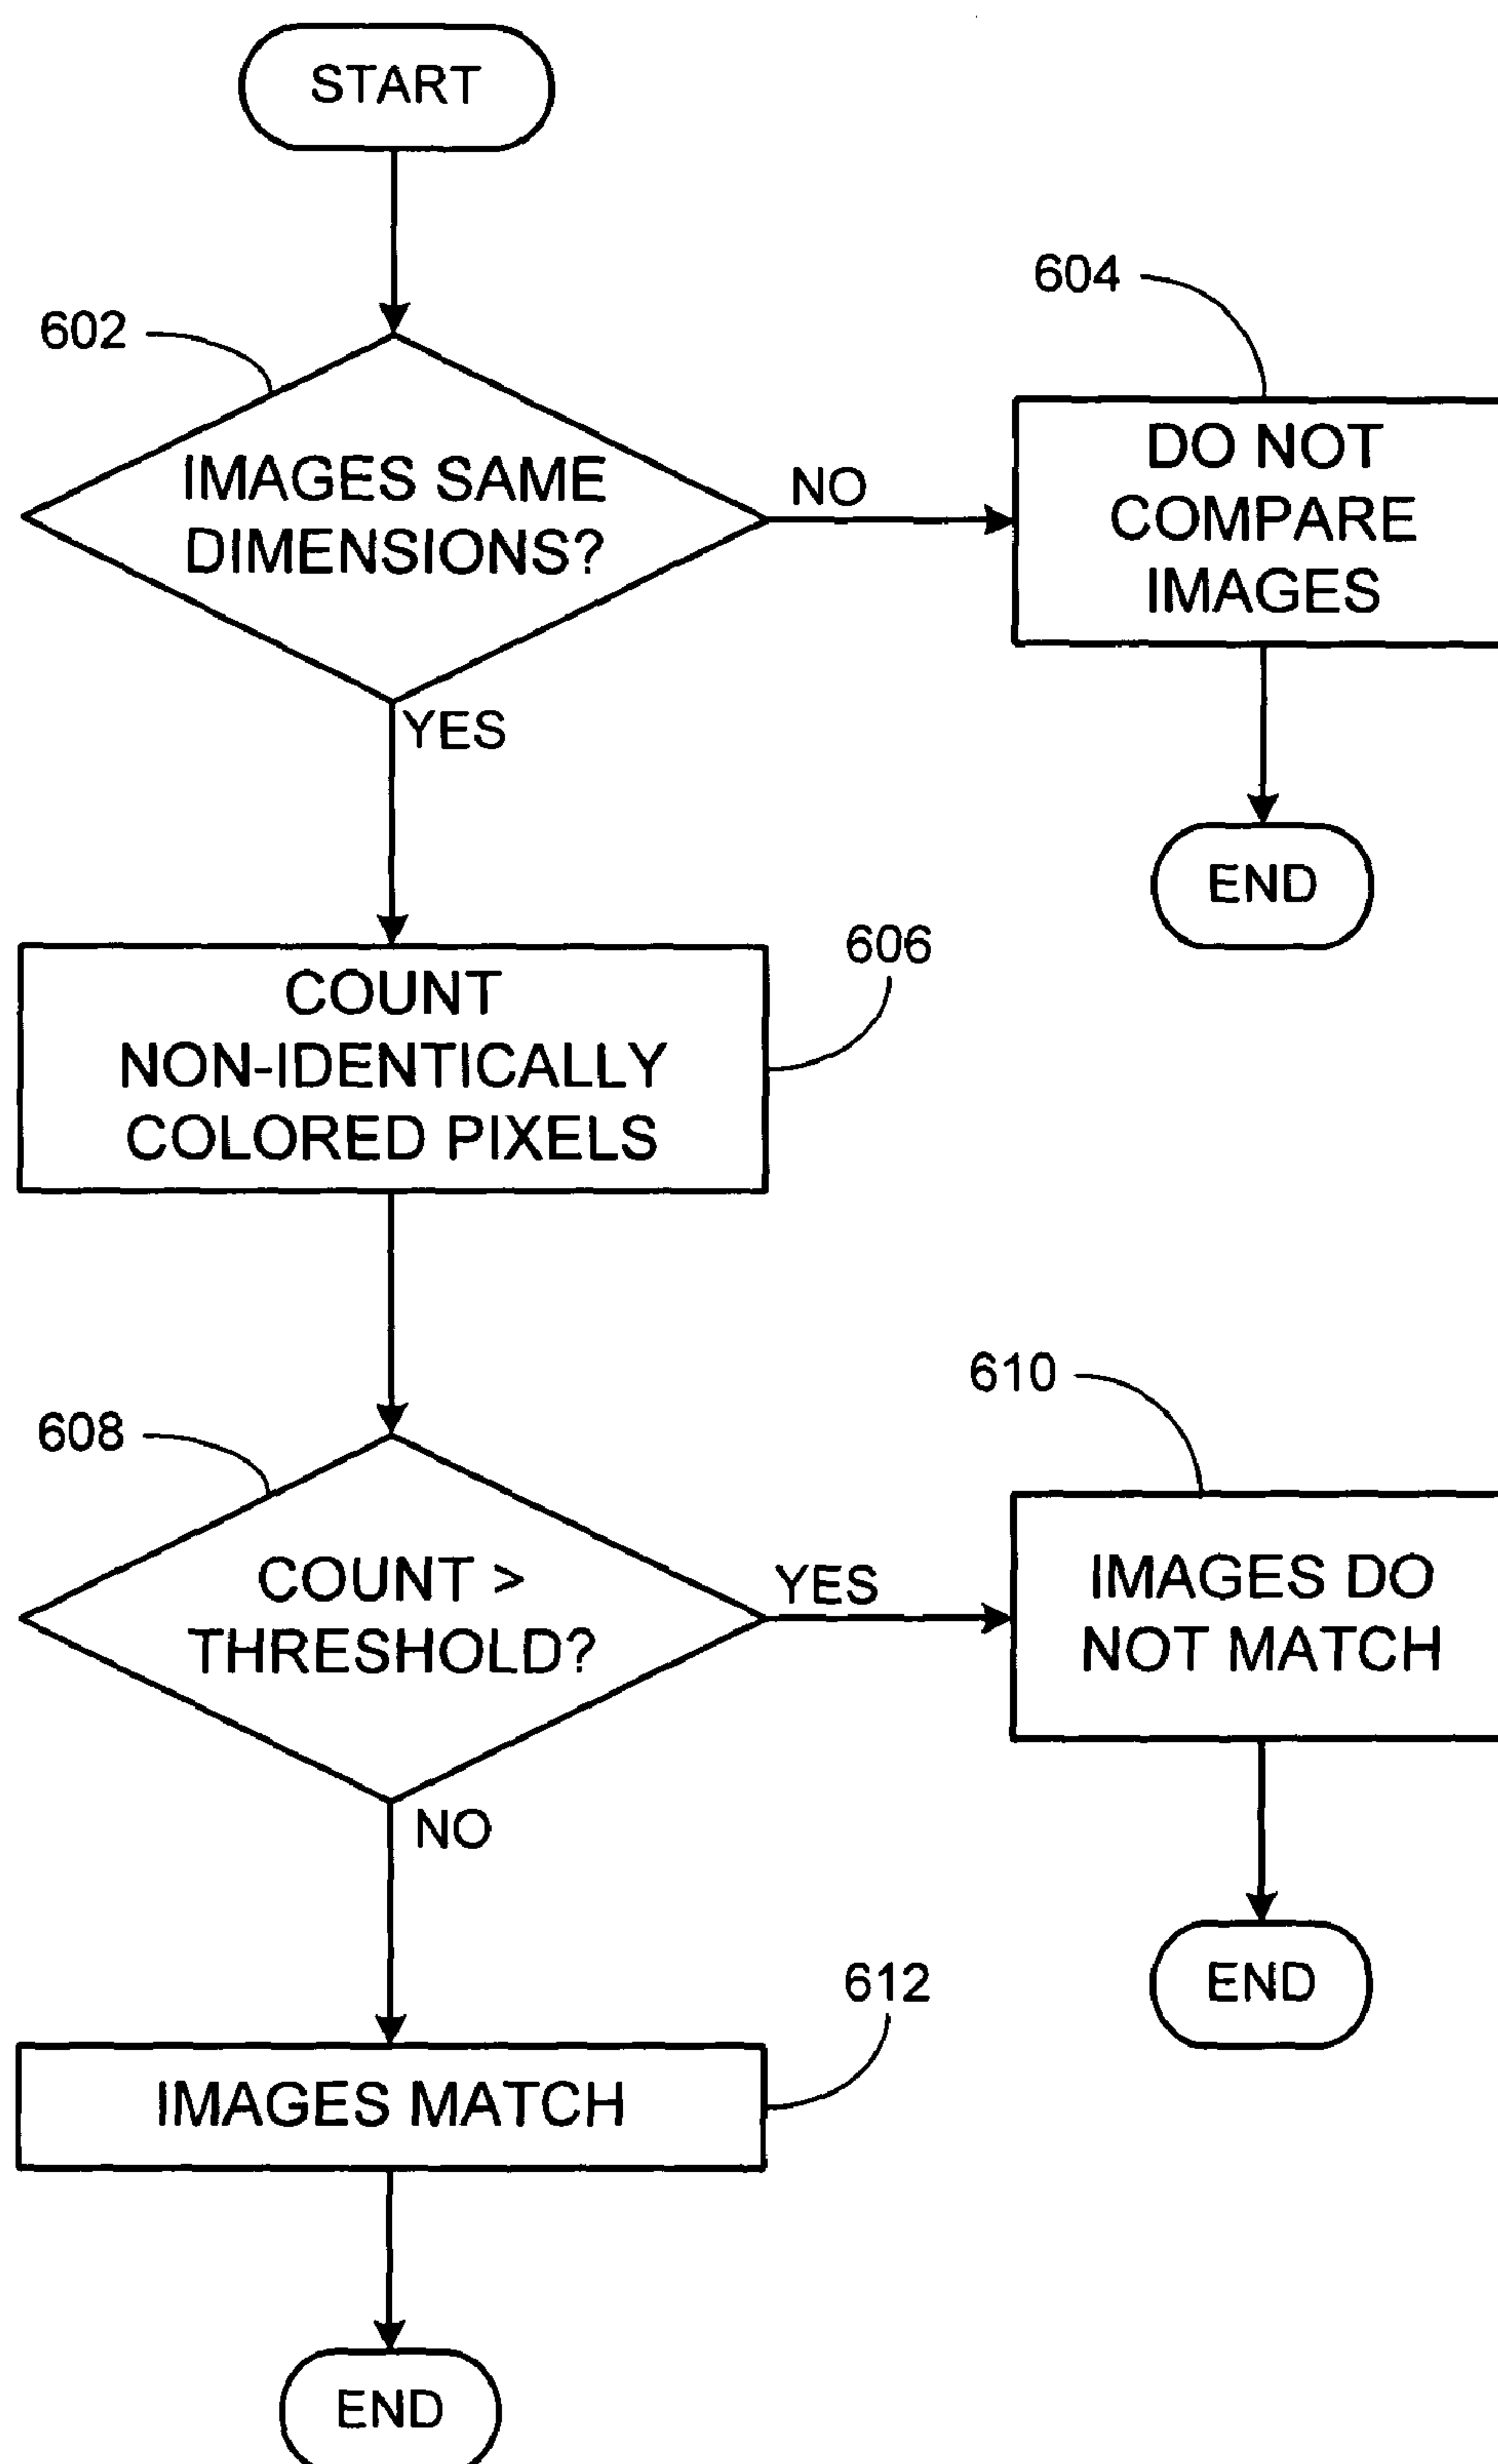 START
602
IMAGES SAME
DIMENSIONS?
NO
604
DO NOT
COMPARE
IMAGES
END
YES
606
COUNT
NON-IDENTICALLY
COLORED PIXELS
608
COUNT >
THRESHOLD?
YES
610
IMAGES DO
NOT MATCH
END
NO
612
IMAGES MATCH
END